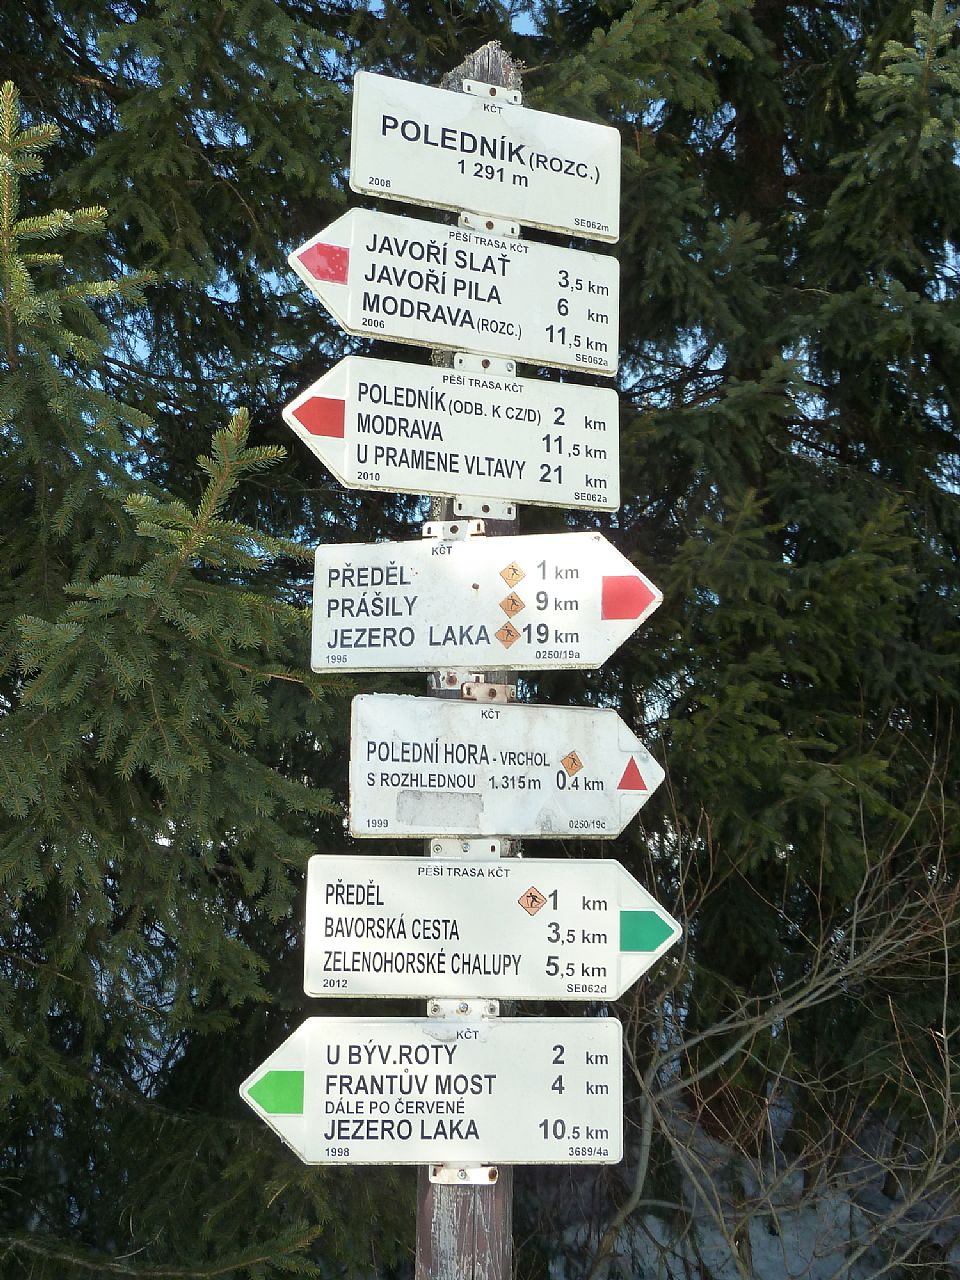 KČT
POLEDNÍK (ROZC.)
1 291 m
2008 SE062m
PĚŠÍ TRASA KČT
JAVOŘÍ SLAŤ 3,5 km
JAVOŘÍ PILA 6 km
MODRAVA (ROZC.) 11,5 km
2006 SE062a
PĚŠÍ TRASA KČT
POLEDNÍK (ODB. K CZ/D) 2 km
MODRAVA 11,5 km
U PRAMENE VLTAVY 21 km
2010 SE062a
KČT
PŘEDĚL 1 km
PRÁŠILY 9 km
JEZERO LAKA 19 km
1995 0250/19a
KČT
POLEDNÍ HORA - VRCHOL
S ROZHLEDNOU 1.315 m 0.4 km
1999 0250/19c
PĚŠÍ TRASA KČT
PŘEDĚL 1 km
BAVORSKÁ CESTA 3,5 km
ZELENOHORSKÉ CHALUPY 5,5 km
2012 SE062d
KČT
U BÝV.ROTY 2 km
FRANTŮV MOST 4 km
DÁLE PO ČERVENÉ
JEZERO LAKA 10.5 km
1998 3689/4a